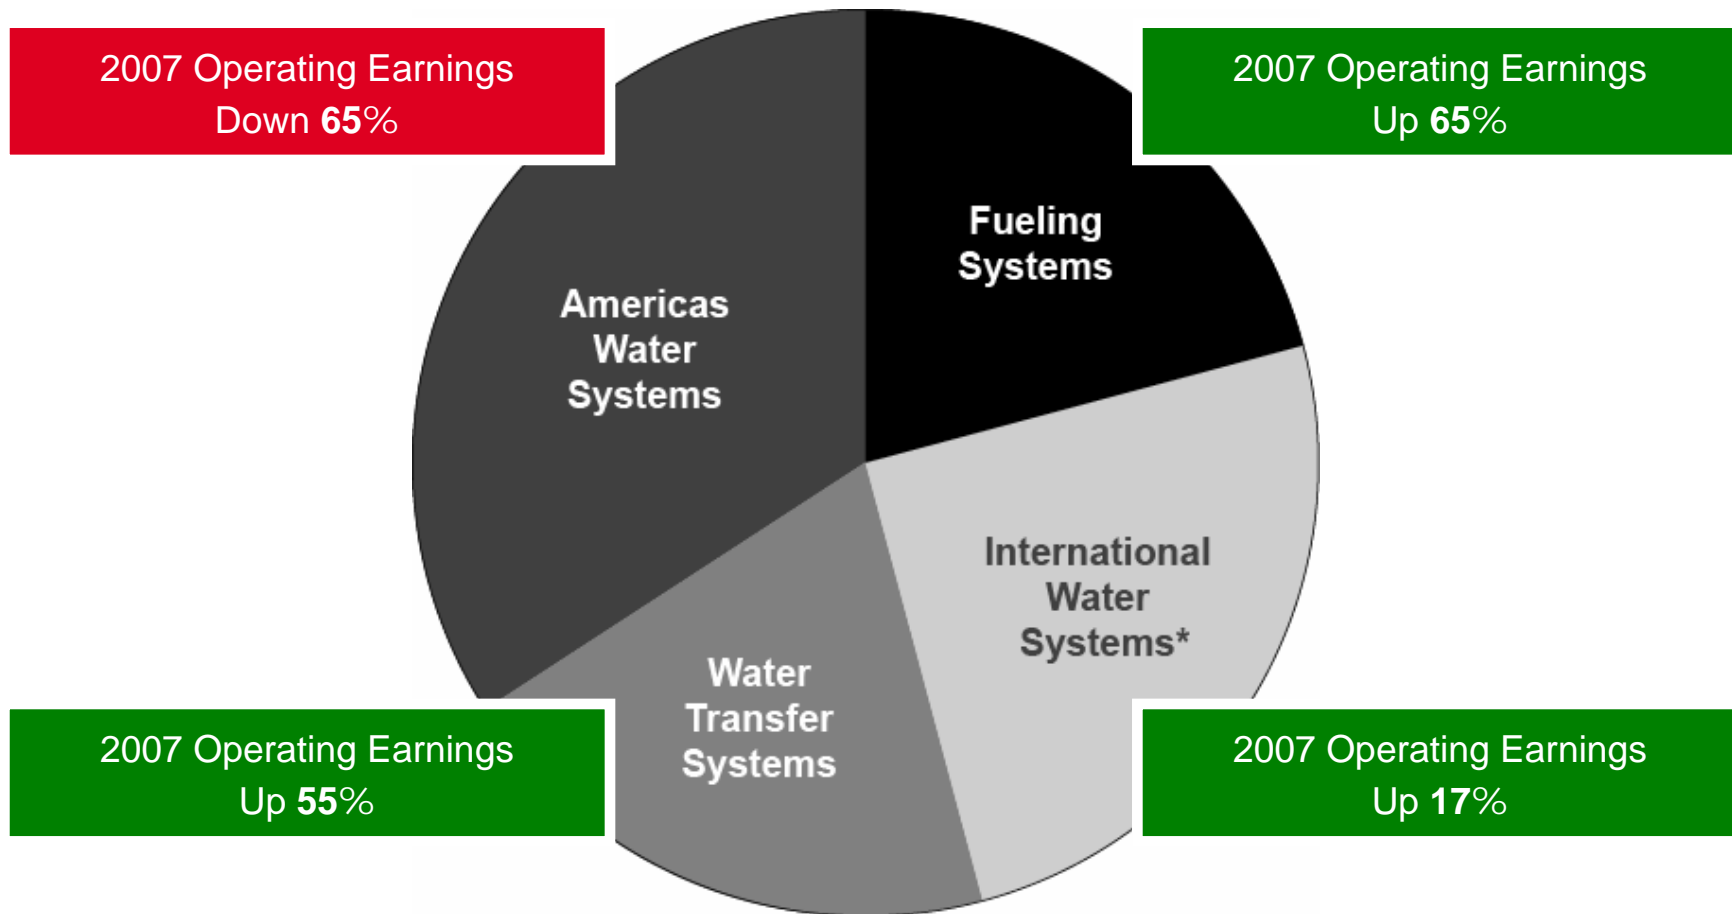 2007 Operating Earnings
Down 65%
2007 Operating Earnings
Up 65%
Fueling
Systems
Americas
Water
Systems
International
Water
Systems*
Water
Transfer
Systems
2007 Operating Earnings
Up 55%
2007 Operating Earnings
Up 17%